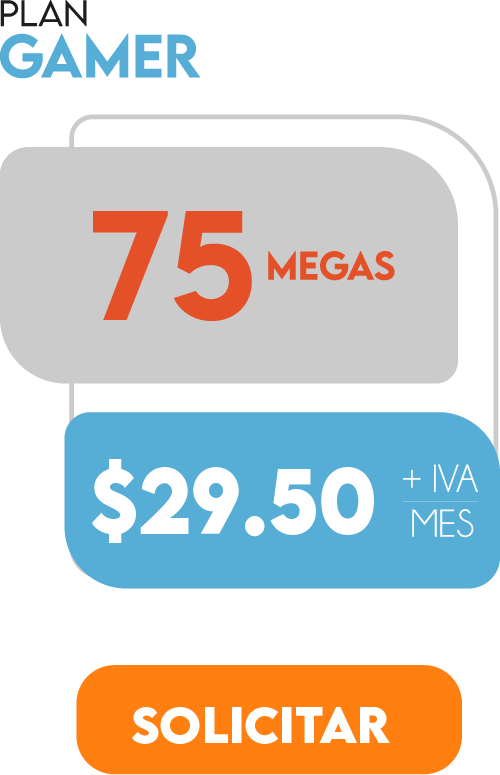 PLAN
GAMER
75 MEGAS
$29.50 + IVA
MES
SOLICITAR